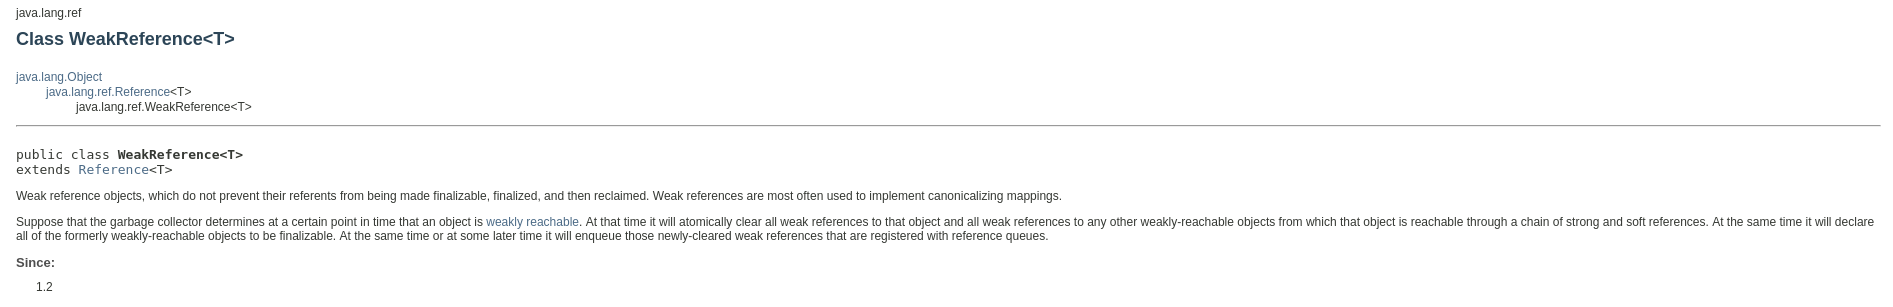 java.lang.ref
Class WeakReference<T>
java.lang.Object
java.lang.ref.Reference<T>
java.lang.ref.WeakReference<T>
public class WeakReference<T>
extends Reference<T>
Weak reference objects, which do not prevent their referents from being made finalizable, finalized, and then reclaimed. Weak references are most often used to implement canonicalizing mappings.
Suppose that the garbage collector determines at a certain point in time that an object is weakly reachable. At that time it will atomically clear all weak references to that object and all weak references to any other weakly-reachable objects from which that object is reachable through a chain of strong and soft references. At the same time it will declare
all of the formerly weakly-reachable objects to be finalizable. At the same time or at some later time it will enqueue those newly-cleared weak references that are registered with reference queues.
Since:
1.2